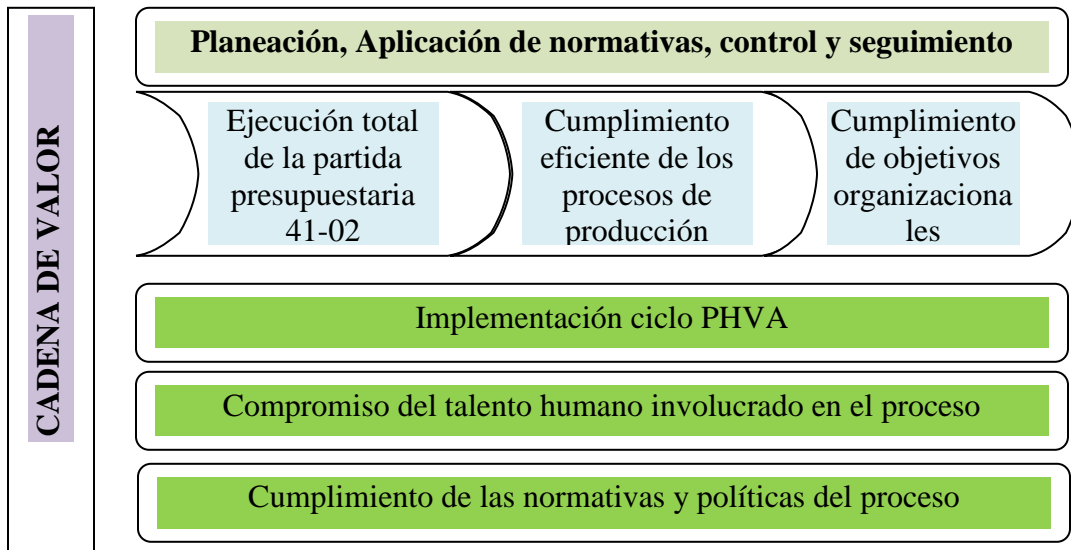 CADENA DE VALOR
Planeación, Aplicación de normativas, control y seguimiento
Ejecución total
de la partida
presupuestaria
41-02
Cumplimiento
eficiente de los
procesos de
producción
Cumplimiento
de objetivos
organizaciona
les
Implementación ciclo PHVA
Compromiso del talento humano involucrado en el proceso
Cumplimiento de las normativas y políticas del proceso